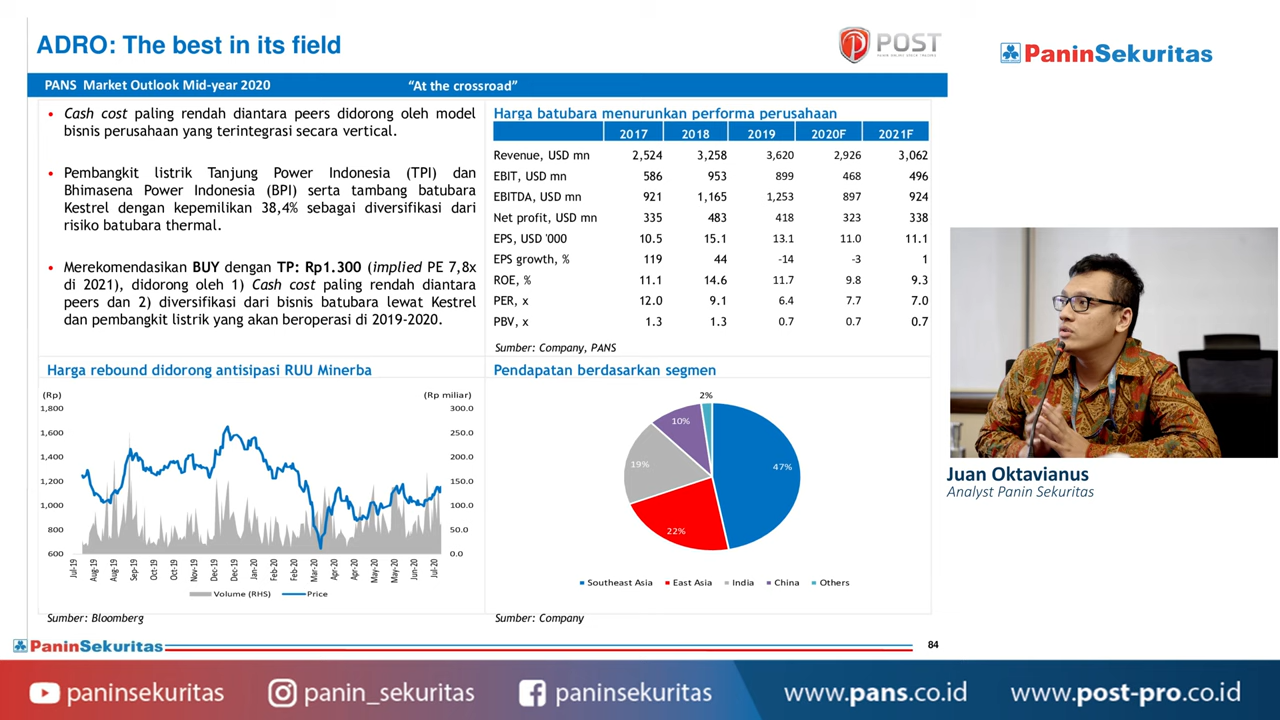 ADRO: The best in its field
POST
PANIN ONLINE STOCK TRADING
PaninSekuritas
PANS Market Outlook Mid-year 2020
“At the crossroad”
• Cash cost paling rendah diantara peers didorong oleh model
bisnis perusahaan yang terintegrasi secara vertical.
• Pembangkit listrik Tanjung Power Indonesia (TPI) dan
Bhimasena Power Indonesia (BPI) serta tambang batubara
Kestrel dengan kepemilikan 38,4% sebagai diversifikasi dari
risiko batubara thermal.
• Merekomendasikan BUY dengan TP: Rp1.300 (implied PE 7,8x
di 2021), didorong oleh 1) Cash cost paling rendah diantara
peers dan 2) diversifikasi dari bisnis batubara lewat Kestrel
dan pembangkit listrik yang akan beroperasi di 2019-2020.
Harga batubara menurunkan performa perusahaan
2017 2018 2019 2020F 2021F
Revenue, USD mn 2,524 3,258 3,620 2,926 3,062
EBIT, USD mn 586 953 899 468 496
EBITDA, USD mn 921 1,165 1,253 897 924
Net profit, USD mn 335 483 418 323 338
EPS, USD '000 10.5 15.1 13.1 11.0 11.1
EPS growth, % 119 44 -14 -3 1
ROE, % 11.1 14.6 11.7 9.8 9.3
PER, x 12.0 9.1 6.4 7.7 7.0
PBV, x 1.3 1.3 0.7 0.7 0.7
Sumber: Company, PANS
Harga rebound didorong antisipasi RUU Minerba
(Rp) (Rp miliar)
1,800 300.0
1,600 250.0
1,400 200.0
1,200 150.0
1,000 100.0
800 50.0
600 0.0
Jul-19 Aug-19 Aug-19 Sep-19 Oct-19 Oct-19 Nov-19 Dec-19 Dec-19 Jan-20 Feb-20 Feb-20 Mar-20 Apr-20 Apr-20 May-20 May-20 Jun-20 Jul-20
Volume (RHS) Price
Sumber: Bloomberg
Pendapatan berdasarkan segmen
2%
10%
19%
47%
22%
Southeast Asia East Asia India China Others
Sumber: Company
Juan Oktavianus
Analyst Panin Sekuritas
PaninSekuritas
84
paninsekuritas
panin_sekuritas
paninsekuritas
www.pans.co.id
www.post-pro.co.id